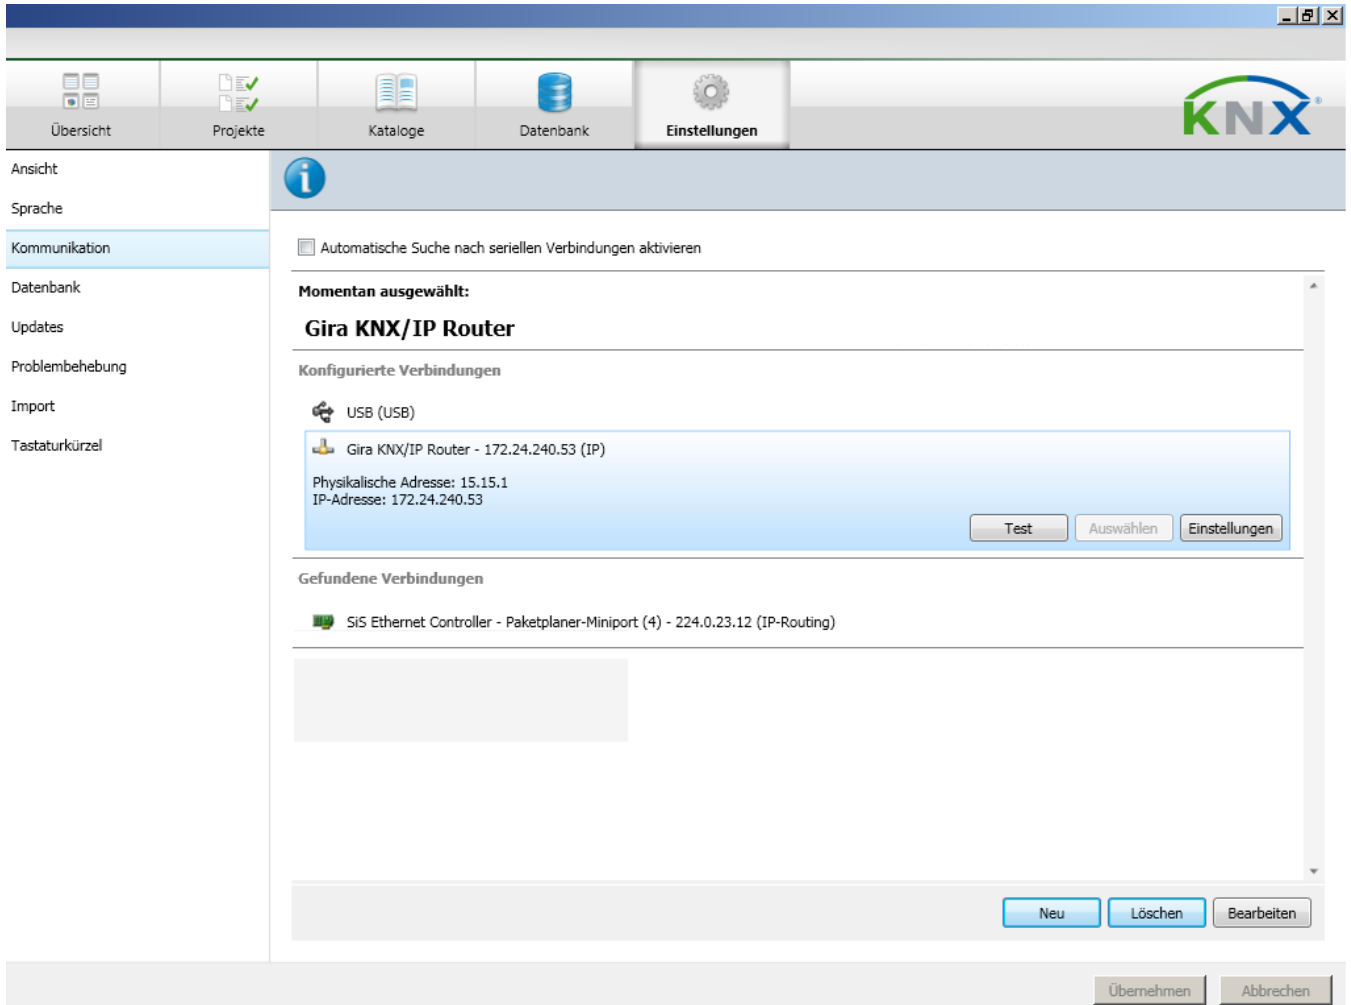 Übersicht
Projekte
Kataloge
Datenbank
Einstellungen
KNX®
Ansicht
Sprache
Kommunikation
Datenbank
Updates
Problembehebung
Import
Tastaturkürzel
Automatische Suche nach seriellen Verbindungen aktivieren
Momentan ausgewählt:
Gira KNX/IP Router
Konfigurierte Verbindungen
USB (USB)
Gira KNX/IP Router - 172.24.240.53 (IP)
Physikalische Adresse: 15.15.1
IP-Adresse: 172.24.240.53
Test
Auswählen
Einstellungen
Gefundene Verbindungen
SiS Ethernet Controller - Paketplaner-Miniport (4) - 224.0.23.12 (IP-Routing)
Neu
Löschen
Bearbeiten
Übernehmen
Abbrechen